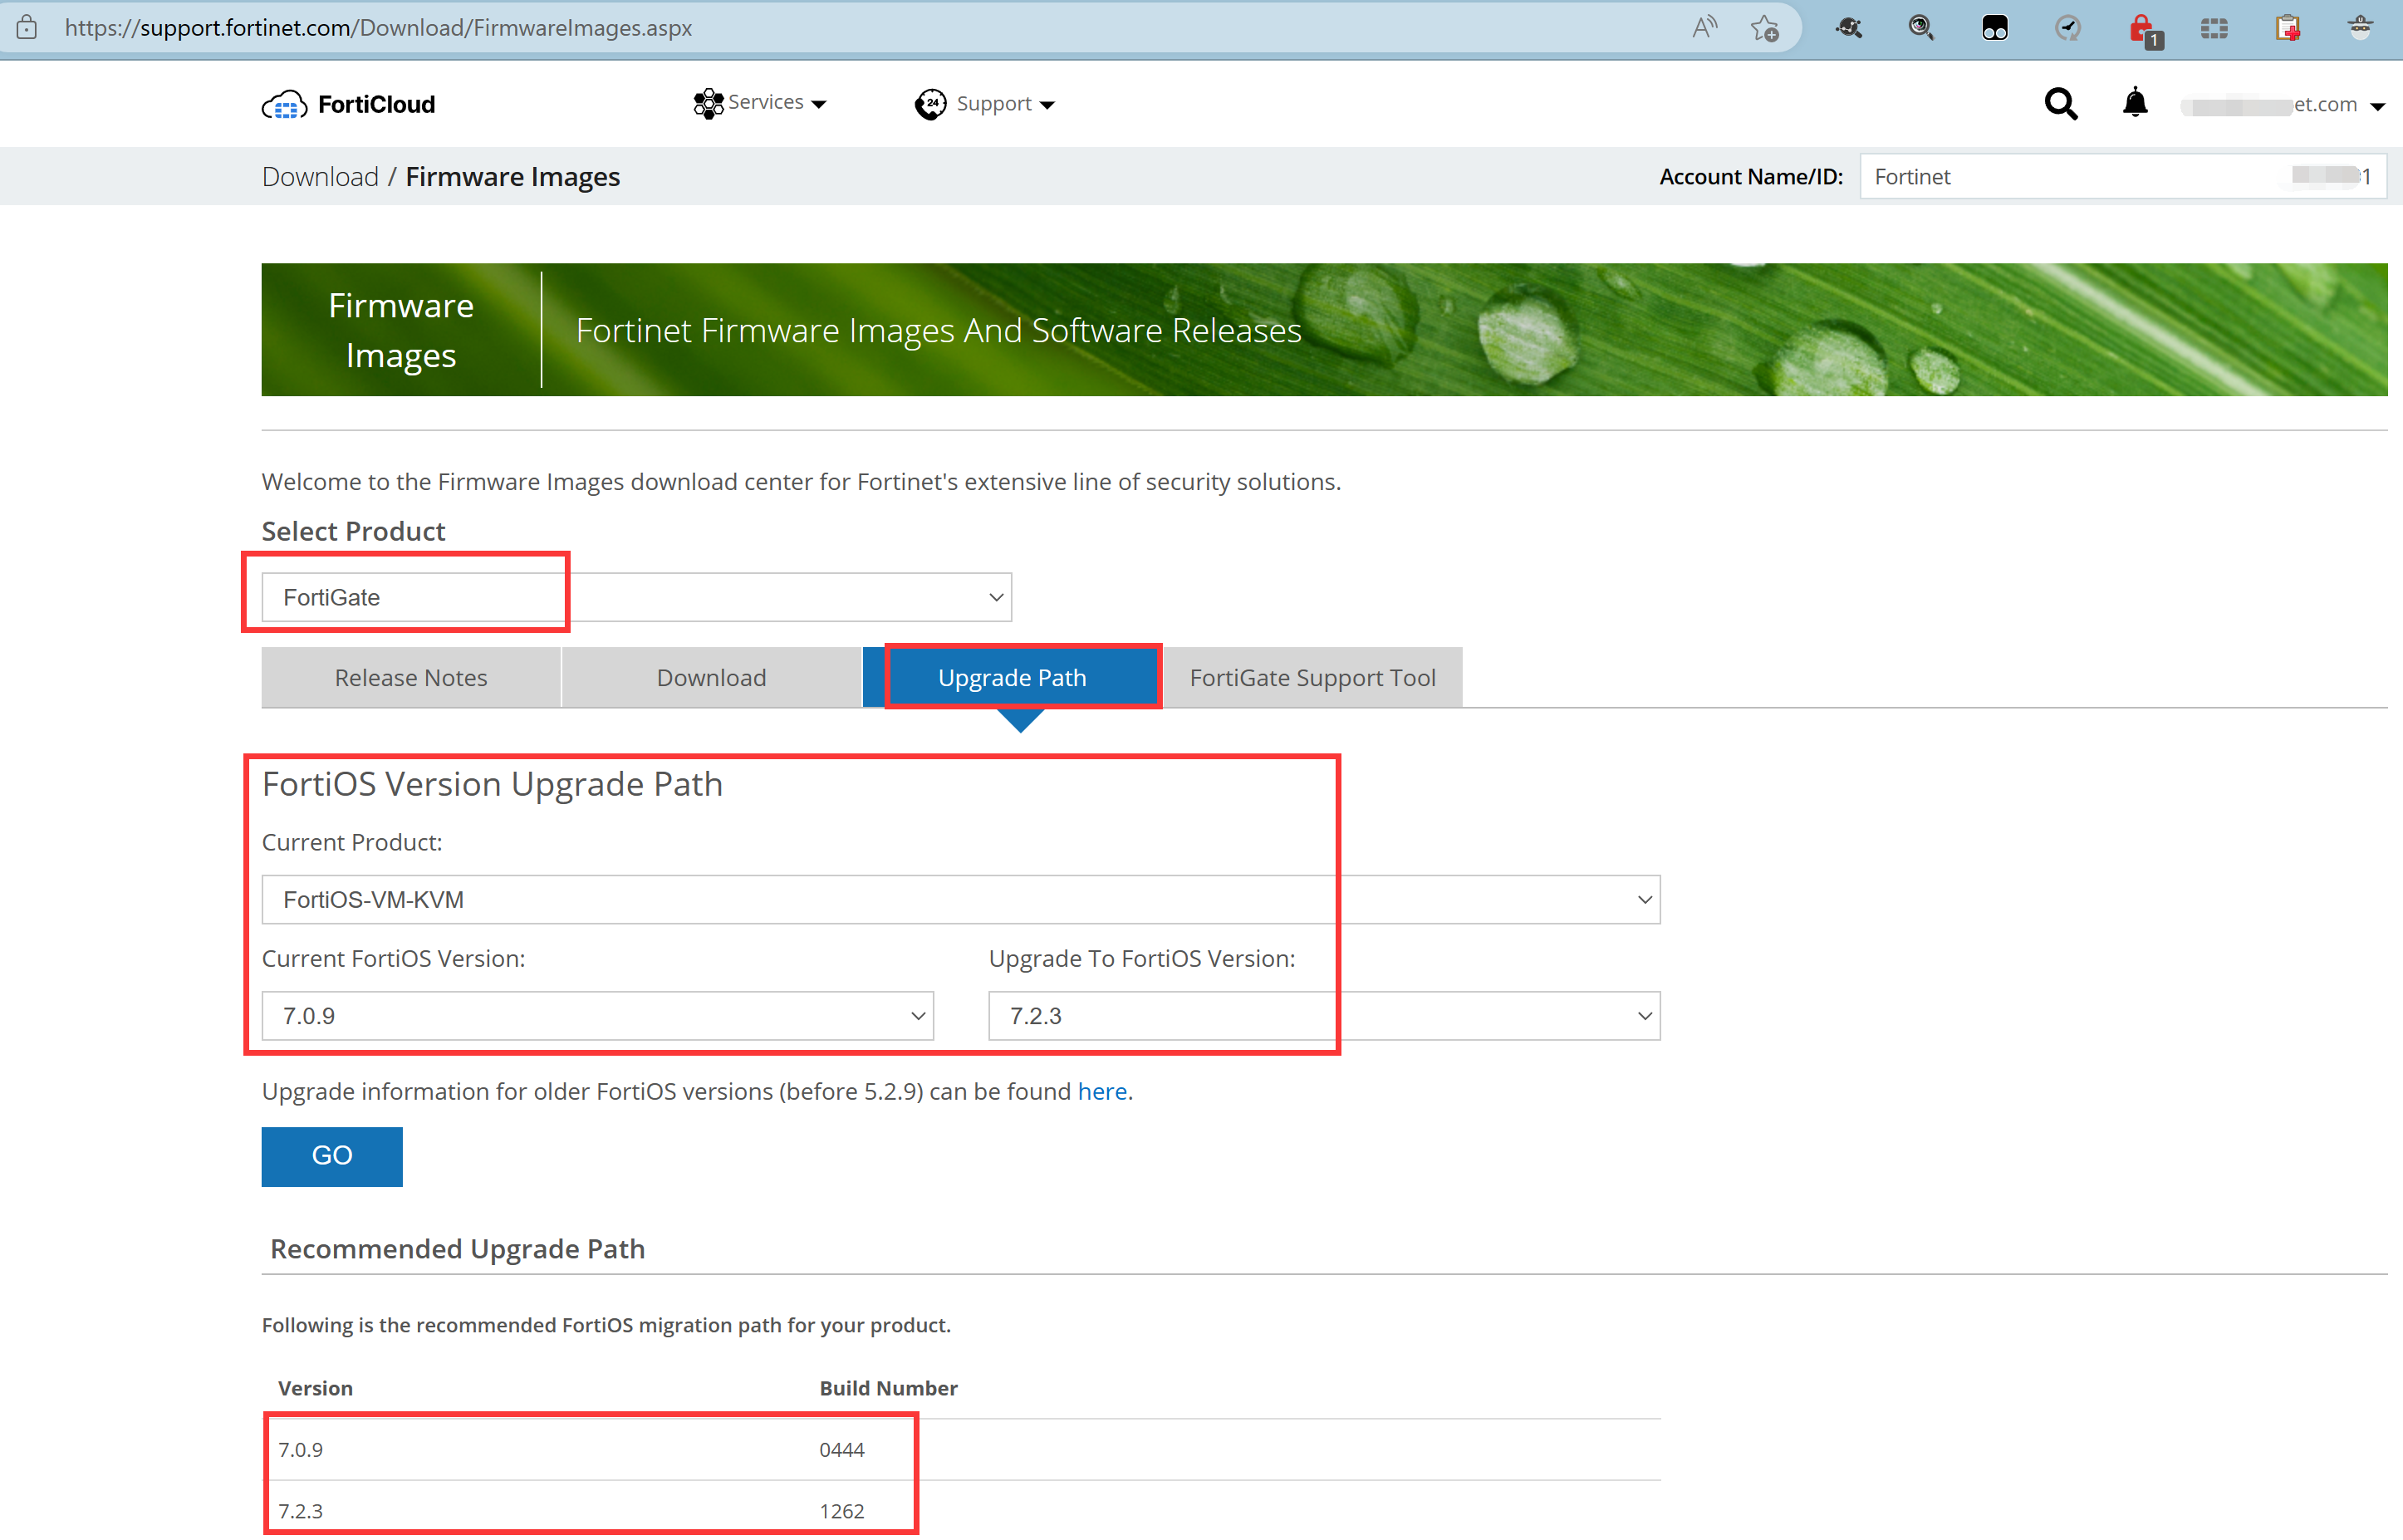 https://support.fortinet.com/Download/FirmwareImages.aspx
1
FortiCloud
Services
24
Support
et.com
Download / Firmware Images
Account Name/ID:
Fortinet
1
Firmware
Images
Fortinet Firmware Images And Software Releases
Welcome to the Firmware Images download center for Fortinet's extensive line of security solutions.
Select Product
FortiGate
Release Notes
Download
Upgrade Path
FortiGate Support Tool
FortiOS Version Upgrade Path
Current Product:
FortiOS-VM-KVM
Current FortiOS Version:
Upgrade To FortiOS Version:
7.0.9
7.2.3
Upgrade information for older FortiOS versions (before 5.2.9) can be found here.
GO
Recommended Upgrade Path
Following is the recommended FortiOS migration path for your product.
Version
Build Number
7.0.9
0444
7.2.3
1262